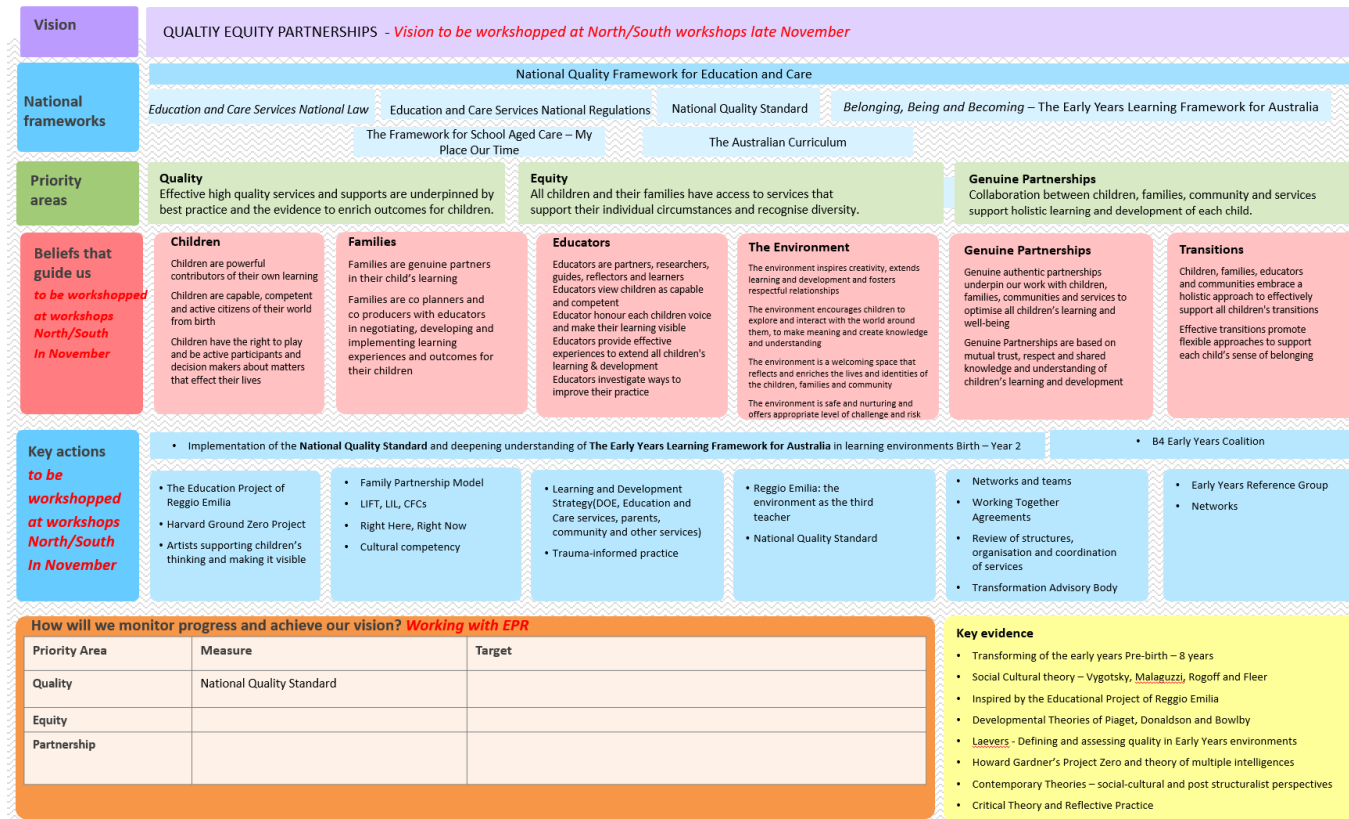 Vision
QUALTIY EQUITY PARTNERSHIPS - Vision to be workshopped at North/South workshops late November
National
frameworks
National Quality Framework for Education and Care
Education and Care Services National Law
Education and Care Services National Regulations
National Quality Standard
Belonging, Being and Becoming – The Early Years Learning Framework for Australia
The Framework for School Aged Care – My
Place Our Time
The Australian Curriculum
Priority
areas
Quality
Effective high quality services and supports are underpinned by
best practice and the evidence to enrich outcomes for children.
Equity
All children and their families have access to services that
support their individual circumstances and recognise diversity.
Genuine Partnerships
Collaboration between children, families, community and services
support holistic learning and development of each child.
Beliefs that
guide us
to be workshopped
at workshops
North/South
In November
Children
Children are powerful
contributors of their own learning
Children are capable, competent
and active citizens of their world
from birth
Children have the right to play
and be active participants and
decision makers about matters
that effect their lives
Families
Families are genuine partners
in their child's learning
Families are co planners and
co producers with educators
in negotiating, developing and
implementing learning
experiences and outcomes for
their children
Educators
Educators are partners, researchers,
guides, reflectors and learners
Educators view children as capable
and competent
Educator honour each children voice
and make their learning visible
Educators provide effective
experiences to extend all children's
learning & development
Educators investigate ways to
improve their practice
The Environment
The environment inspires creativity, extends
learning and development and fosters
respectful relationships
The environment encourages children to
explore and interact with the world around
them, to make meaning and create knowledge
and understanding
The environment is a welcoming space that
reflects and enriches the lives and identities of
the children, families and community
The environment is safe and nurturing and
offers appropriate level of challenge and risk
Genuine Partnerships
Genuine authentic partnerships
underpin our work with children,
families, communities and services to
optimise all children's learning and
well-being
Genuine Partnerships are based on
mutual trust, respect and shared
knowledge and understanding of
children's learning and development
Transitions
Children, families, educators
and communities embrace a
holistic approach to effectively
support all children's transitions
Effective transitions promote
flexible approaches to support
each child's sense of belonging
Key actions
to be
workshopped
at workshops
North/South
In November
• Implementation of the National Quality Standard and deepening understanding of The Early Years Learning Framework for Australia in learning environments Birth – Year 2
• B4 Early Years Coalition
• The Education Project of
Reggio Emilia
• Harvard Ground Zero Project
• Artists supporting children's
thinking and making it visible
• Family Partnership Model
• LIFT, LIL, CFCs
• Right Here, Right Now
• Cultural competency
• Learning and Development
Strategy(DOE, Education and
Care services, parents,
community and other services)
• Trauma-informed practice
• Reggio Emilia: the
environment as the third
teacher
• National Quality Standard
• Networks and teams
• Working Together
Agreements
• Review of structures,
organisation and coordination
of services
• Transformation Advisory Body
• Early Years Reference Group
• Networks
How will we monitor progress and achieve our vision? Working with EPR
Priority Area
Measure
Target
Quality
National Quality Standard
Equity
Partnership
Key evidence
• Transforming of the early years Pre-birth – 8 years
• Social Cultural theory – Vygotsky, Malaguzzi, Rogoff and Fleer
• Inspired by the Educational Project of Reggio Emilia
• Developmental Theories of Piaget, Donaldson and Bowlby
• Laevers - Defining and assessing quality in Early Years environments
• Howard Gardner's Project Zero and theory of multiple intelligences
• Contemporary Theories – social-cultural and post structuralist perspectives
• Critical Theory and Reflective Practice